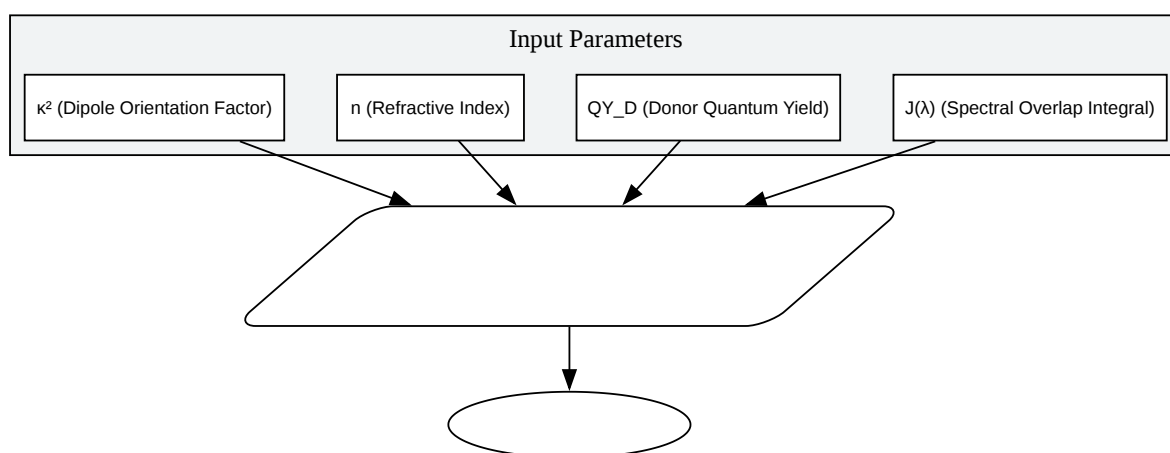 Input Parameters
κ² (Dipole Orientation Factor)
n (Refractive Index)
QY_D (Donor Quantum Yield)
J(λ) (Spectral Overlap Integral)